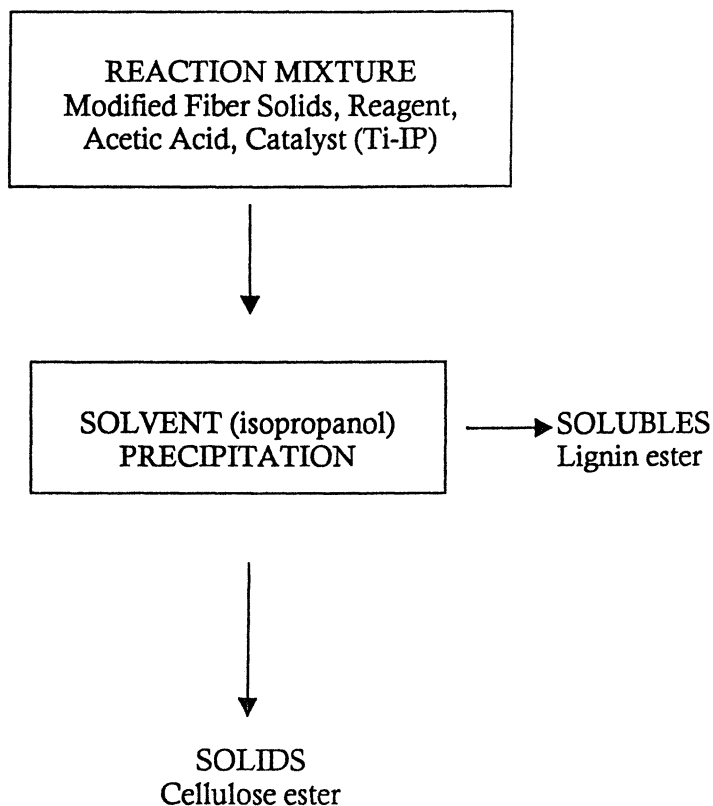 REACTION MIXTURE
Modified Fiber Solids, Reagent,
Acetic Acid, Catalyst (Ti-IP)
SOLVENT (isopropanol)
PRECIPITATION
SOLUBLES
Lignin ester
SOLIDS
Cellulose ester